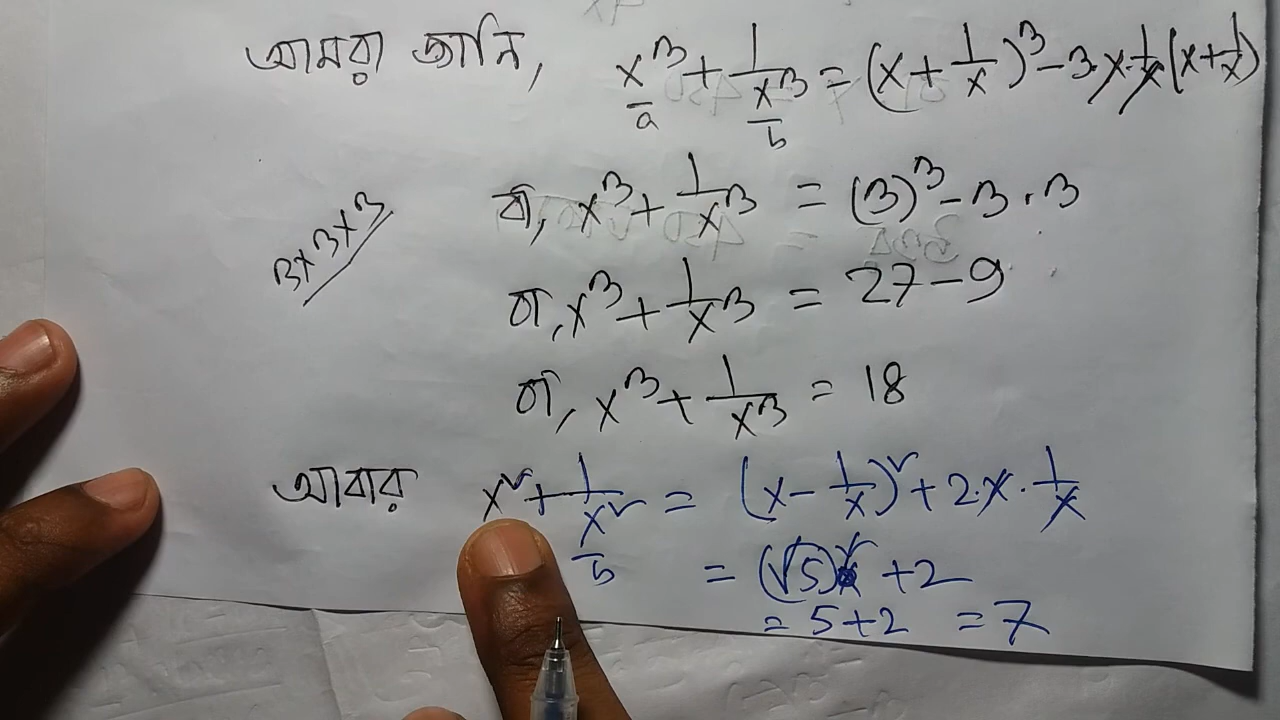 আমরা জানি, x³ + 1/x³ = (x + 1/x)³ - 3·x·1/x (x + 1/x)
a b
বা, x³ + 1/x³ = (3)³ - 3·3
3×3×3
বা, x³ + 1/x³ = 27 - 9
বা, x³ + 1/x³ = 18
আবার x² + 1/x² = (x - 1/x)² + 2·x·1/x
b = (√5)² + 2
= 5 + 2 = 7